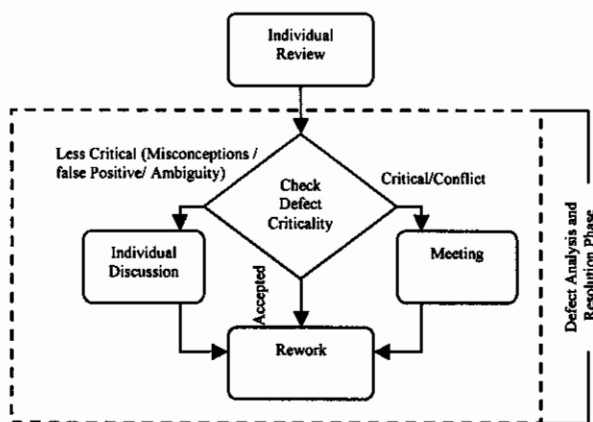 Individual
Review
Less Critical (Misconceptions /
false Positive/ Ambiguity)
Check
Defect
Criticality
Critical/Conflict
Individual
Discussion
Meeting
Accepted
Rework
Defect Analysis and
Resolution Phase